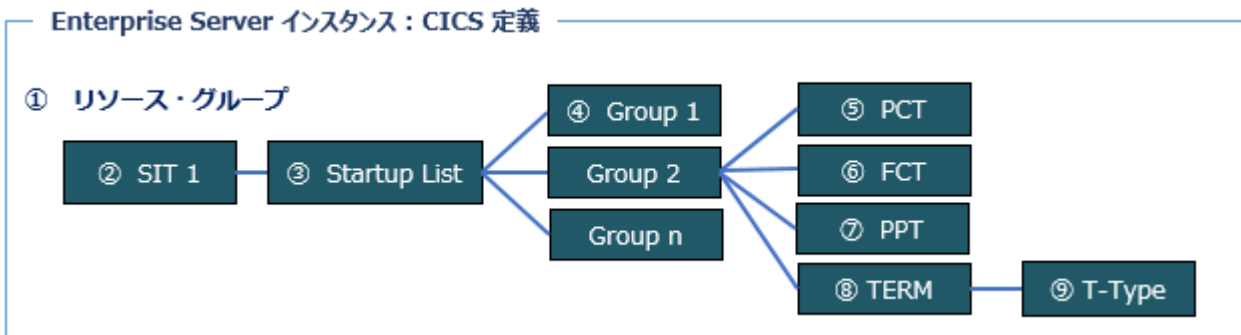 Enterprise Server インスタンス：CICS 定義
① リソース・グループ
② SIT 1
③ Startup List
④ Group 1
Group 2
Group n
⑤ PCT
⑥ FCT
⑦ PPT
⑧ TERM
⑨ T-Type